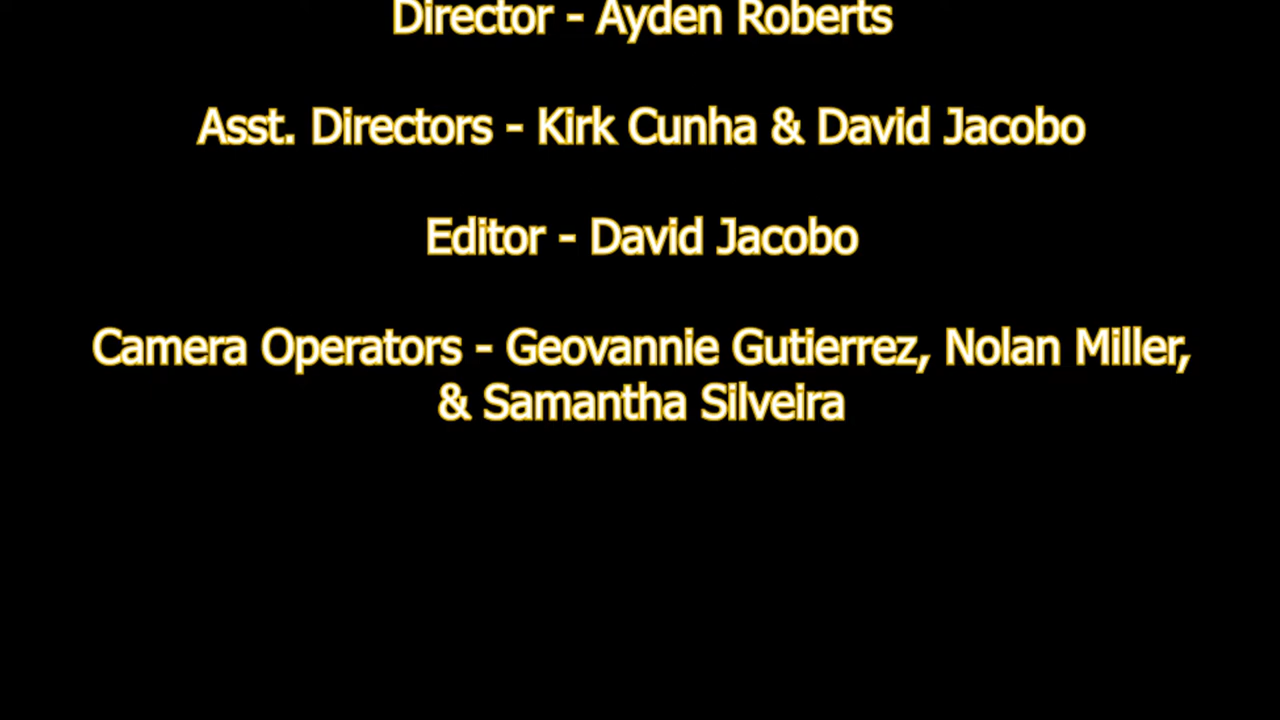 Director - Ayden Roberts
Asst. Directors - Kirk Cunha & David Jacobo
Editor - David Jacobo
Camera Operators - Geovannie Gutierrez, Nolan Miller,
& Samantha Silveira